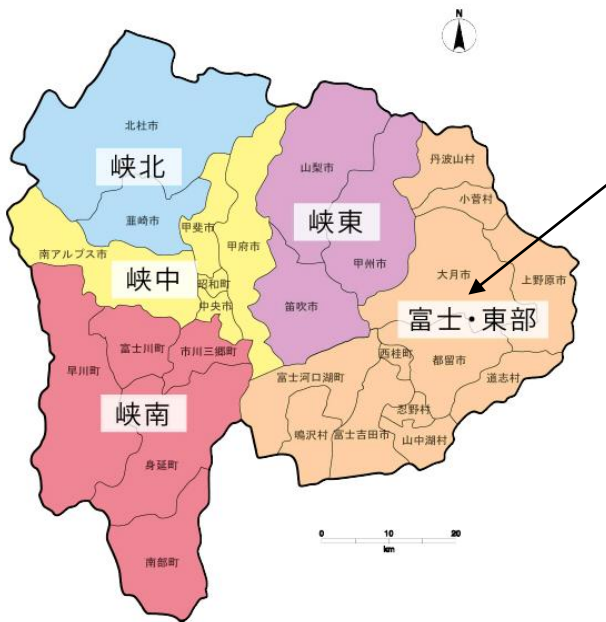 N
北杜市
峡北
韮崎市
丹波山村
山梨市
小菅村
峡東
甲斐市
甲府市
甲州市
大月市
上野原市
南アルプス市
峡中
昭和町
中央市
笛吹市
富士・東部
富士川町
市川三郷町
西桂町
都留市
早川町
富士河口湖町
道志村
峡南
忍野村
鳴沢村
富士吉田市
山中湖村
身延町
南部町
0 10 20
km